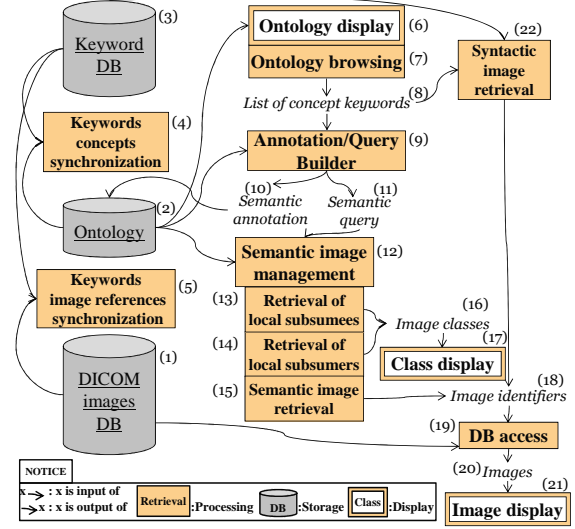 (3)
Keyword
DB
(4)
Keywords
concepts
synchronization
(2)
Ontology
Keywords
image references
synchronization
(5)
(1)
DICOM
images
DB
Ontology display
(6)
Ontology browsing
(7)
List of concept keywords
(8)
Annotation/Query
Builder
(9)
(10)
Semantic
annotation
(11)
Semantic
query
Semantic image
management
(12)
(13)
Retrieval of
local subsumees
(14)
Retrieval of
local subsumers
(15)
Semantic image
retrieval
(16)
Image classes
(17)
Class display
(22)
Syntactic
image
retrieval
(18)
Image identifiers
(19)
DB access
(20)
Images
(21)
Image display
NOTICE
x : x is input of
x : x is output of
Retrieval :Processing
DB :Storage
Class :Display